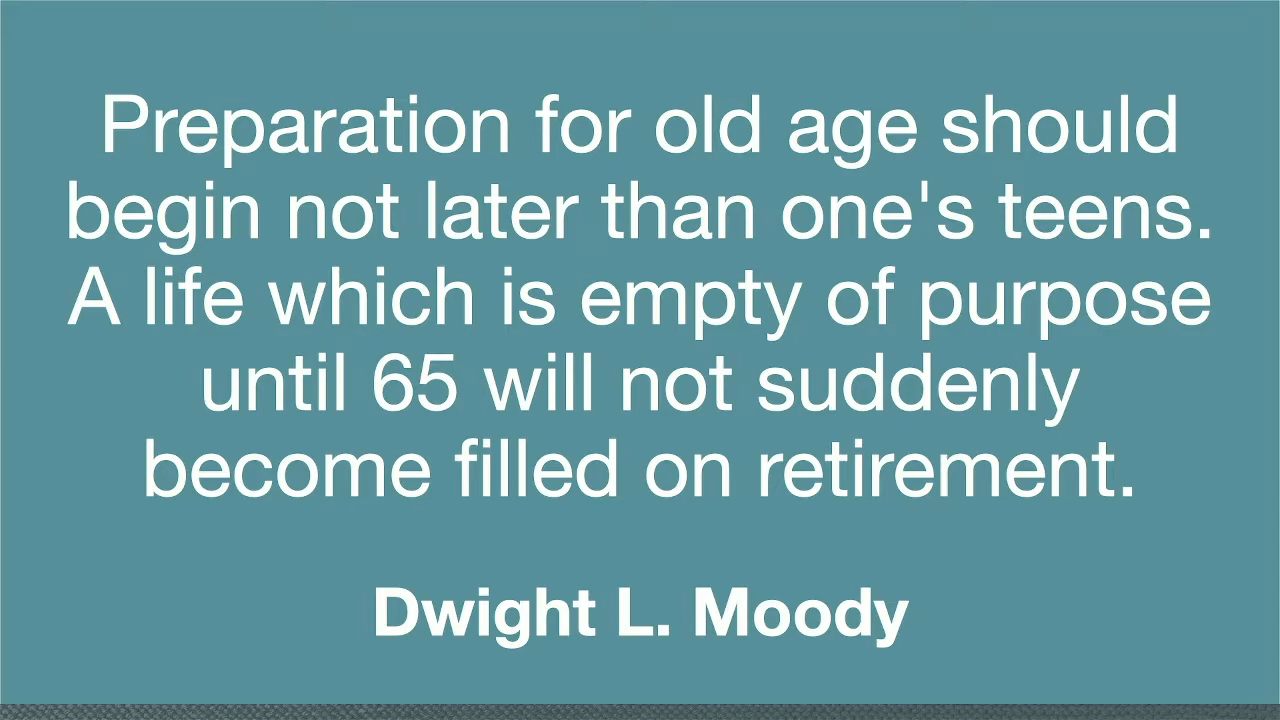 Preparation for old age should
begin not later than one's teens.
A life which is empty of purpose
until 65 will not suddenly
become filled on retirement.
Dwight L. Moody